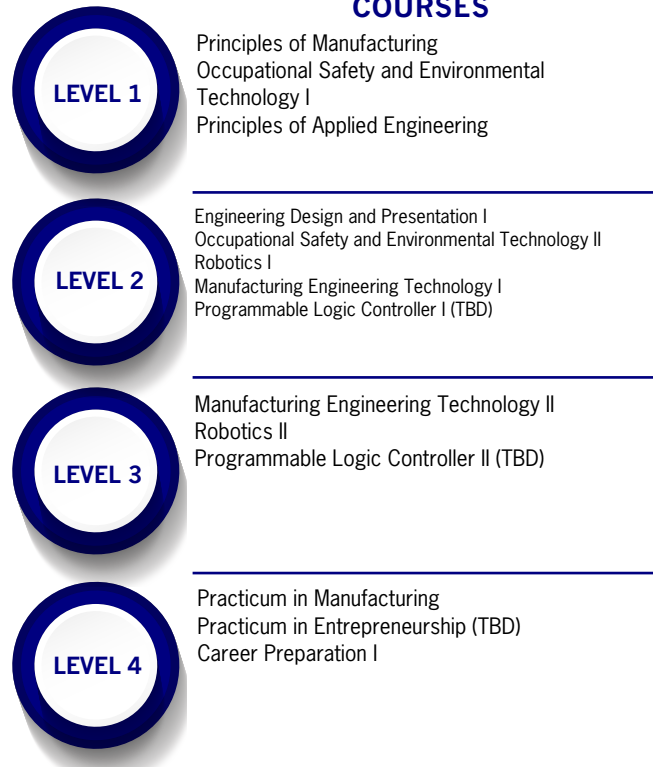 COURSES
LEVEL 1
Principles of Manufacturing
Occupational Safety and Environmental
Technology I
Principles of Applied Engineering
LEVEL 2
Engineering Design and Presentation I
Occupational Safety and Environmental Technology II
Robotics I
Manufacturing Engineering Technology I
Programmable Logic Controller I (TBD)
LEVEL 3
Manufacturing Engineering Technology II
Robotics II
Programmable Logic Controller II (TBD)
LEVEL 4
Practicum in Manufacturing
Practicum in Entrepreneurship (TBD)
Career Preparation I